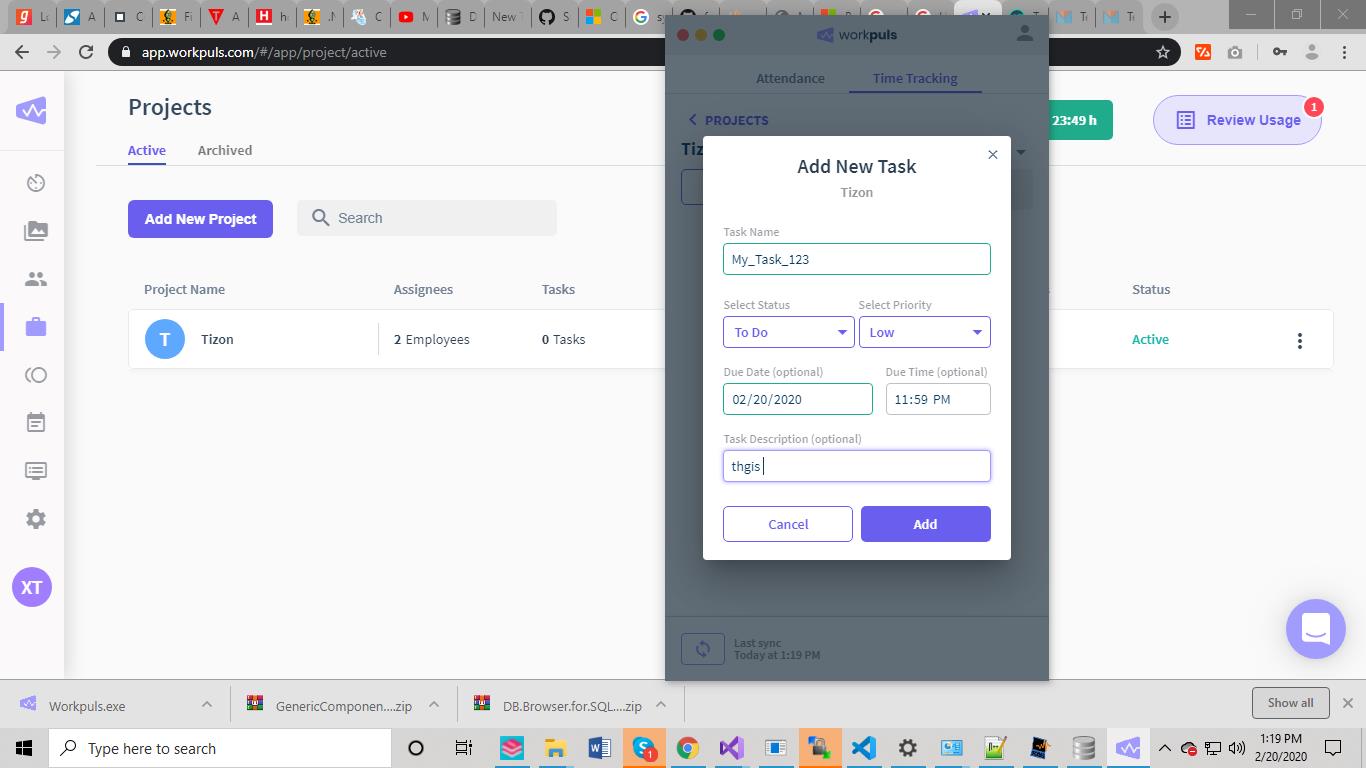 Lo
S
C
Fi
A
H
h
.N
C
M
D
New T
S
C
sy
app.workpuls.com/#/app/project/active
Projects
Active
Archived
Add New Project
Search
Project Name
Assignees
Tasks
Status
T
Tizon
2 Employees
0 Tasks
Active
23:49 h
Review Usage
1
XT
workpuls
Attendance
Time Tracking
PROJECTS
Tiz
Add New Task
Tizon
Task Name
My_Task_123
Select Status
Select Priority
To Do
Low
Due Date (optional)
Due Time (optional)
02/20/2020
11:59 PM
Task Description (optional)
thgis
Cancel
Add
Last sync
Today at 1:19 PM
Workpuls.exe
GenericComponen....zip
DB.Browser.for.SQL....zip
Show all
Type here to search
1
1:19 PM
2/20/2020